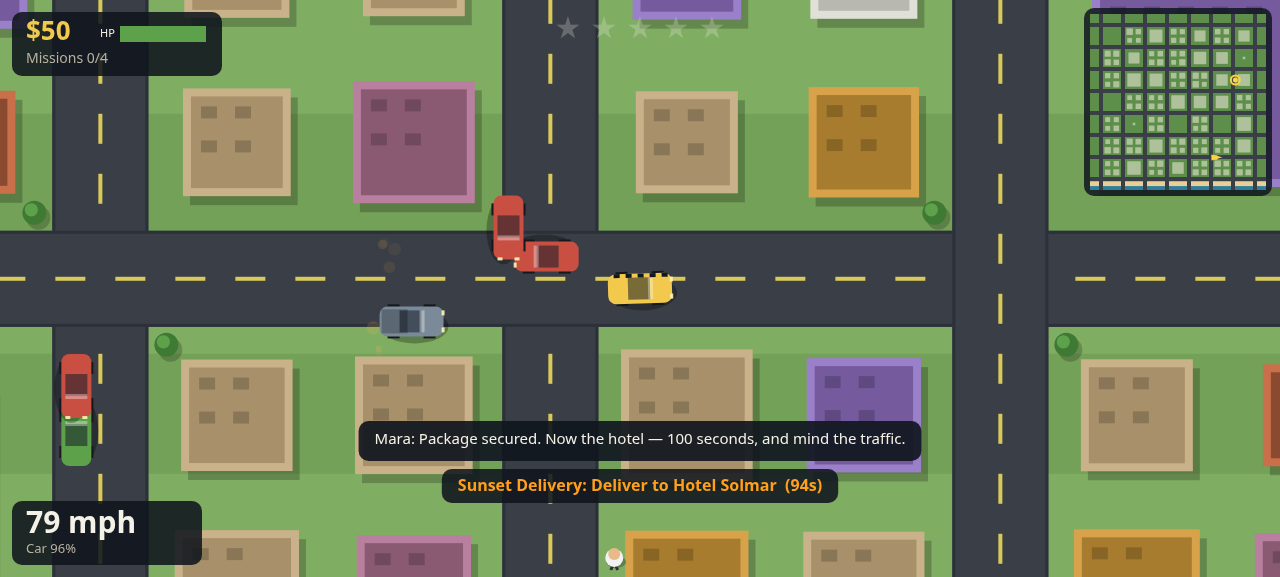 $50
HP
Missions 0/4
Mara: Package secured. Now the hotel — 100 seconds, and mind the traffic.
Sunset Delivery: Deliver to Hotel Solmar (94s)
79 mph
Car 96%